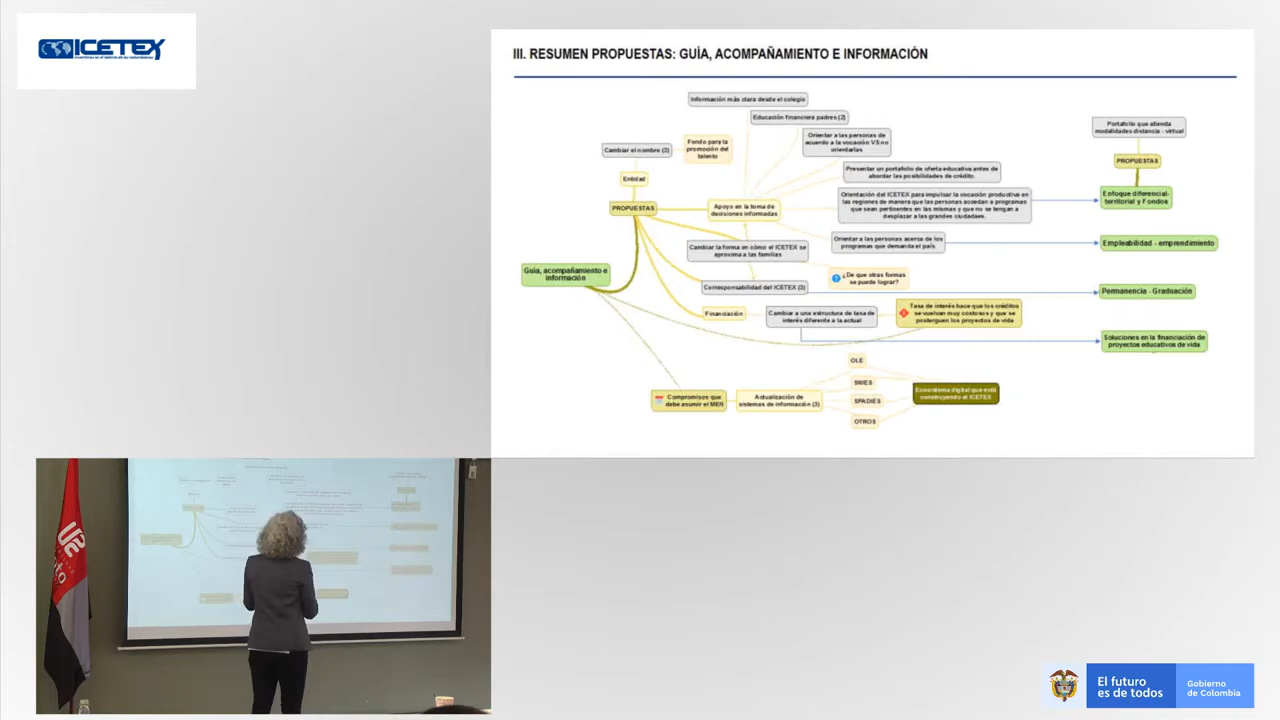 ICETEX
III. RESUMEN PROPUESTAS: GUÍA, ACOMPAÑAMIENTO E INFORMACIÓN
Información más clara desde el colegio
Educación financiera padres (2)
Orientar a las personas de
acuerdo a la vocación VS no
orientarlas
Cambiar el nombre (2)
Fondo para la
promoción del
talento
Presentar un portafolio de oferta educativa antes de
abordar las posibilidades de crédito.
Entidad
PROPUESTAS
Apoyo en la toma de
decisiones informadas
Orientación del ICETEX para impulsar la vocación productiva en
las regiones de manera que las personas accedan a programas
que sean pertinentes en las mismas y que no se tengan a
desplazar a las grandes ciudades.
Cambiar la forma en cómo el ICETEX se
aproxima a las familias
Orientar a las personas acerca de los
programas que demanda el país
Guía, acompañamiento e
información
¿De que otras formas
se puede lograr?
Corresponsabilidad del ICETEX (3)
Financiación
Cambiar a una estructura de tasa de
interés diferente a la actual
Tasa de interés hace que los créditos
se vuelvan muy costosos y que se
posterguen los proyectos de vida
Portafolio que atienda
modalidades distancia - virtual
PROPUESTAS
Enfoque diferencial-
territorial y Fondos
Empleabilidad - emprendimiento
Permanencia - Graduación
Soluciones en la financiación de
proyectos educativos de vida
Compromisos que
debe asumir el MEN
Actualización de
sistemas de información (3)
OLE
SNIES
SPADIES
OTROS
Ecosistema digital que está
construyendo el ICETEX
El futuro
es de todos
Gobierno
de Colombia